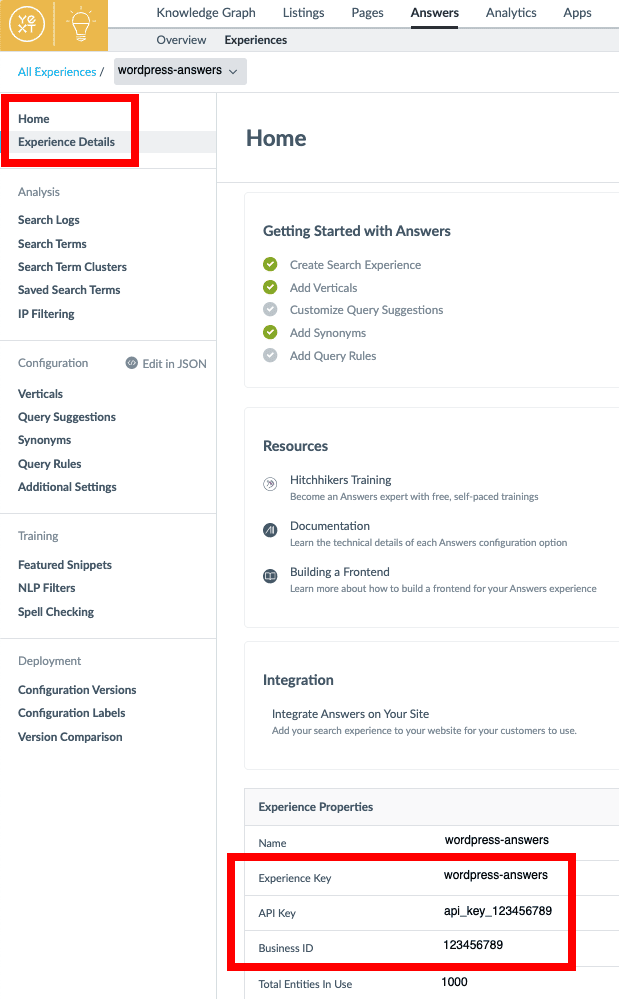 YEXT
Knowledge Graph Listings Pages Answers Analytics Apps
Overview Experiences
All Experiences / wordpress-answers
Home
Experience Details
Analysis
Search Logs
Search Terms
Search Term Clusters
Saved Search Terms
IP Filtering
Configuration Edit in JSON
Verticals
Query Suggestions
Synonyms
Query Rules
Additional Settings
Training
Featured Snippets
NLP Filters
Spell Checking
Deployment
Configuration Versions
Configuration Labels
Version Comparison
Home
Getting Started with Answers
Create Search Experience
Add Verticals
Customize Query Suggestions
Add Synonyms
Add Query Rules
Resources
Hitchhikers Training
Become an Answers expert with free, self-paced trainings
Documentation
Learn the technical details of each Answers configuration option
Building a Frontend
Learn more about how to build a frontend for your Answers experience
Integration
Integrate Answers on Your Site
Add your search experience to your website for your customers to use.
Experience Properties
Name wordpress-answers
Experience Key wordpress-answers
API Key api_key_123456789
Business ID 123456789
Total Entities In Use 1000